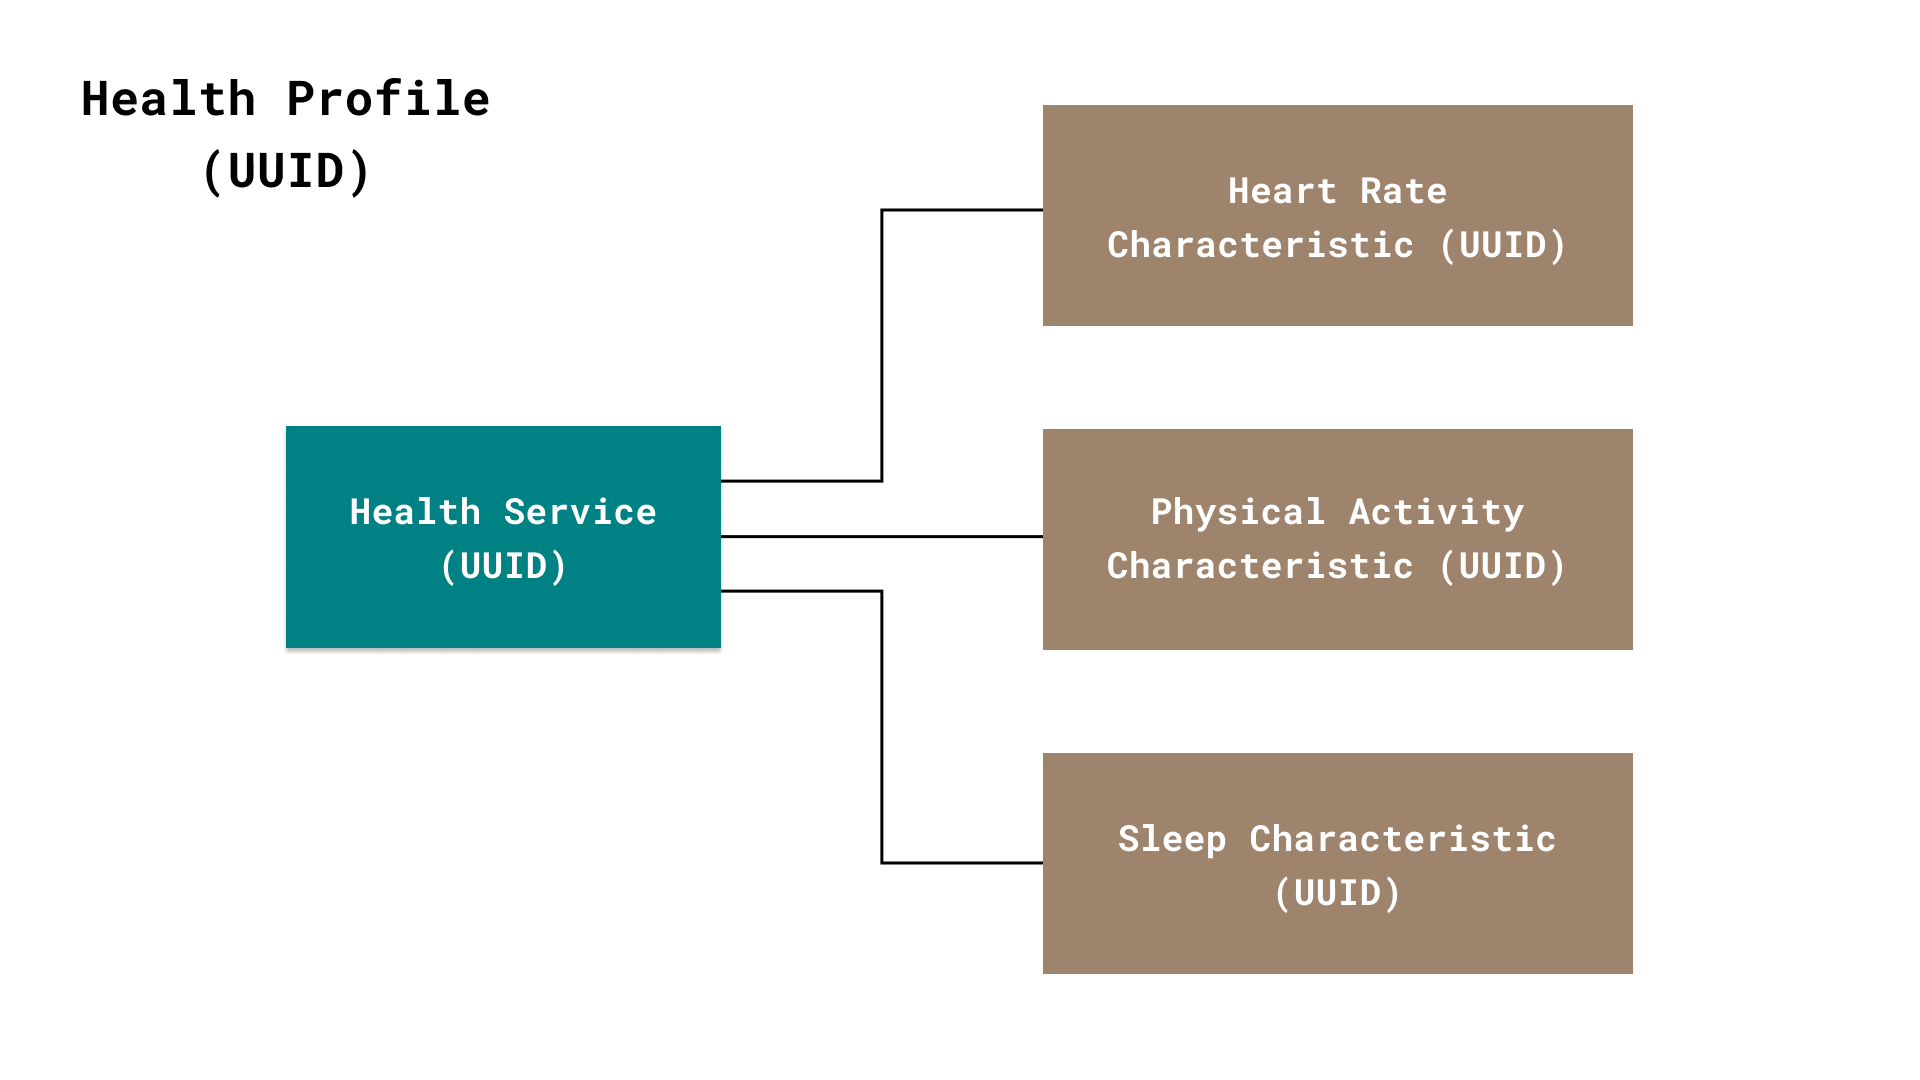 Health Profile
(UUID)
Heart Rate
Characteristic (UUID)
Health Service
(UUID)
Physical Activity
Characteristic (UUID)
Sleep Characteristic
(UUID)